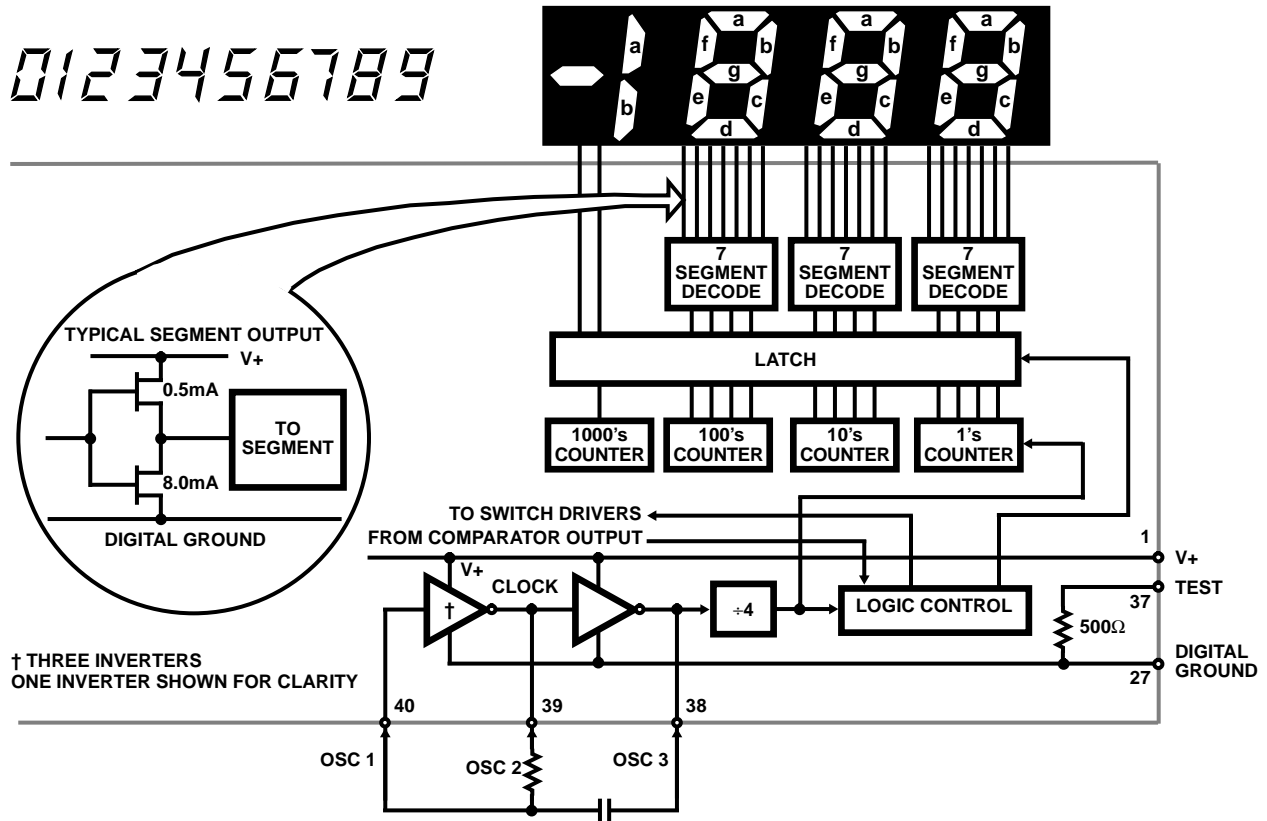 0123456789
a
b
a
f
b
g
e
c
d
a
f
b
g
e
c
d
a
f
b
g
e
c
d
7
SEGMENT
DECODE
7
SEGMENT
DECODE
7
SEGMENT
DECODE
TYPICAL SEGMENT OUTPUT
V+
0.5mA
TO
SEGMENT
8.0mA
DIGITAL GROUND
LATCH
1000's
COUNTER
100's
COUNTER
10's
COUNTER
1's
COUNTER
TO SWITCH DRIVERS
FROM COMPARATOR OUTPUT
1
V+
V+
CLOCK
†
÷4
LOGIC CONTROL
TEST
37
500Ω
DIGITAL
GROUND
27
† THREE INVERTERS
ONE INVERTER SHOWN FOR CLARITY
40
39
38
OSC 1
OSC 2
OSC 3